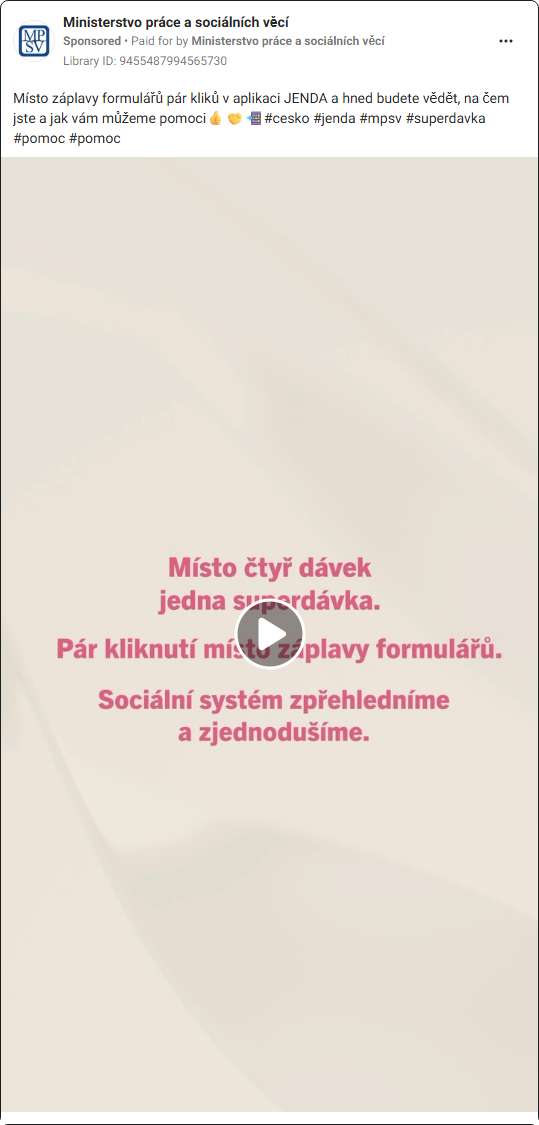 MP
SV
Ministerstvo práce a sociálních věcí
Sponsored • Paid for by Ministerstvo práce a sociálních věcí
Library ID: 9455487994565730
Místo záplavy formulářů pár kliků v aplikaci JENDA a hned budete vědět, na čem
jste a jak vám můžeme pomoci👍🤝📲 #cesko #jenda #mpsv #superdavka
#pomoc #pomoc
Místo čtyř dávek
jedna superdávka.
Pár kliknutí místo záplavy formulářů.
Sociální systém zpřehledníme
a zjednodušíme.